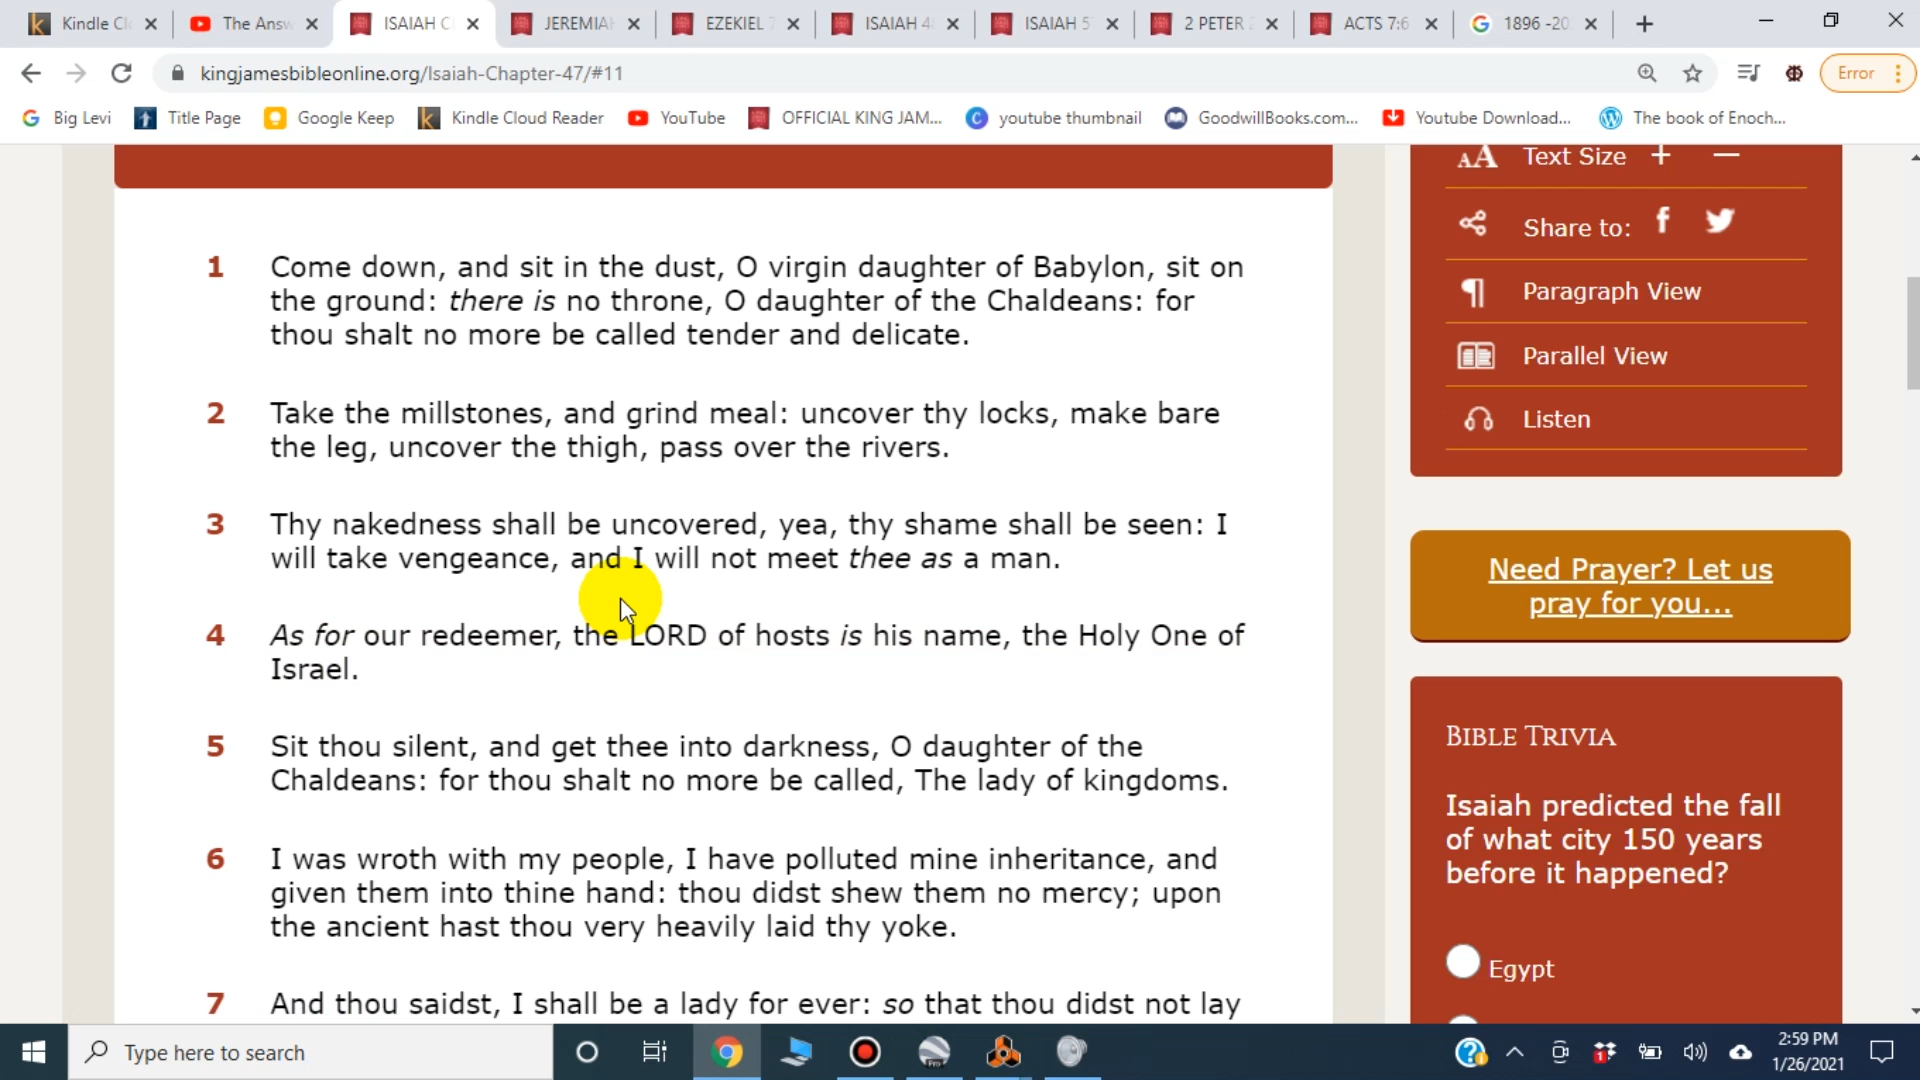 Kindle Cl
The Answ
ISAIAH C
JEREMIAH
EZEKIEL 7
ISAIAH 4
ISAIAH 5
2 PETER 2
ACTS 7:6
1896 -20
kingjamesbibleonline.org/Isaiah-Chapter-47/#11
Error
Big Levi
Title Page
Google Keep
Kindle Cloud Reader
YouTube
OFFICIAL KING JAM...
youtube thumbnail
GoodwillBooks.com...
Youtube Download...
The book of Enoch...
1 Come down, and sit in the dust, O virgin daughter of Babylon, sit on
the ground: there is no throne, O daughter of the Chaldeans: for
thou shalt no more be called tender and delicate.
2 Take the millstones, and grind meal: uncover thy locks, make bare
the leg, uncover the thigh, pass over the rivers.
3 Thy nakedness shall be uncovered, yea, thy shame shall be seen: I
will take vengeance, and I will not meet thee as a man.
4 As for our redeemer, the LORD of hosts is his name, the Holy One of
Israel.
5 Sit thou silent, and get thee into darkness, O daughter of the
Chaldeans: for thou shalt no more be called, The lady of kingdoms.
6 I was wroth with my people, I have polluted mine inheritance, and
given them into thine hand: thou didst shew them no mercy; upon
the ancient hast thou very heavily laid thy yoke.
7 And thou saidst, I shall be a lady for ever: so that thou didst not lay
AA Text Size + −
Share to:
Paragraph View
Parallel View
Listen
Need Prayer? Let us
pray for you...
BIBLE TRIVIA
Isaiah predicted the fall
of what city 150 years
before it happened?
Egypt
Type here to search
2:59 PM
1/26/2021